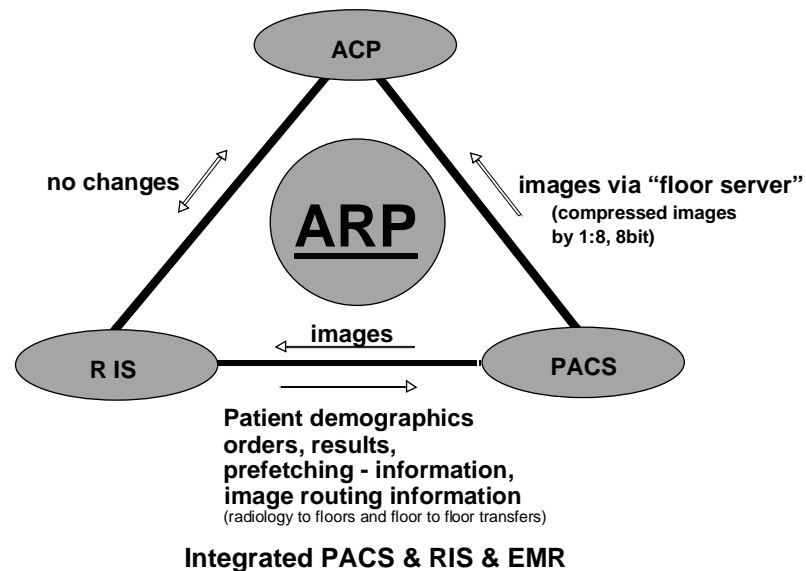 ACP
no changes
images via “floor server”
(compressed images
by 1:8, 8bit)
ARP
images
R IS
PACS
Patient demographics
orders, results,
prefetching - information,
image routing information
(radiology to floors and floor to floor transfers)
Integrated PACS & RIS & EMR